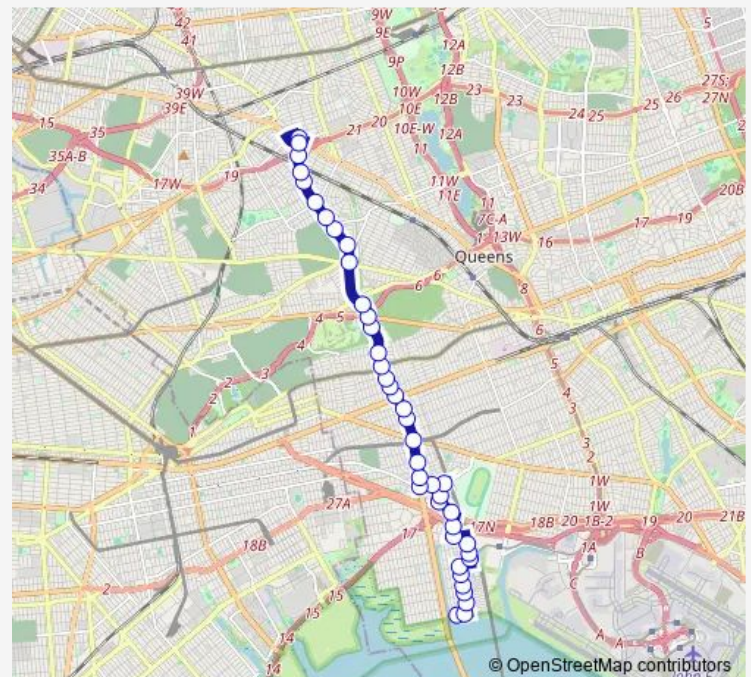 42
41
9W
9E
12A
5
9P
12B
27S;
27N
39W
39E
10W
10E
12B
23
23
24 25
25
26
15
35
21
20
10E-W
12A
35A-B
17W
19
11
34
11W
11E
11
20B
7C-A
13W
16
17
19
Queens
6
6
8
4
5
6
4
3
2
2
1
5
4
3
3
2
1W
1W
27A
17
17N
18B
20
1B-2
19
20
21B
18B
1A
B
2
15
C
15
15
14
A
A
14
© OpenStreetMap contributors